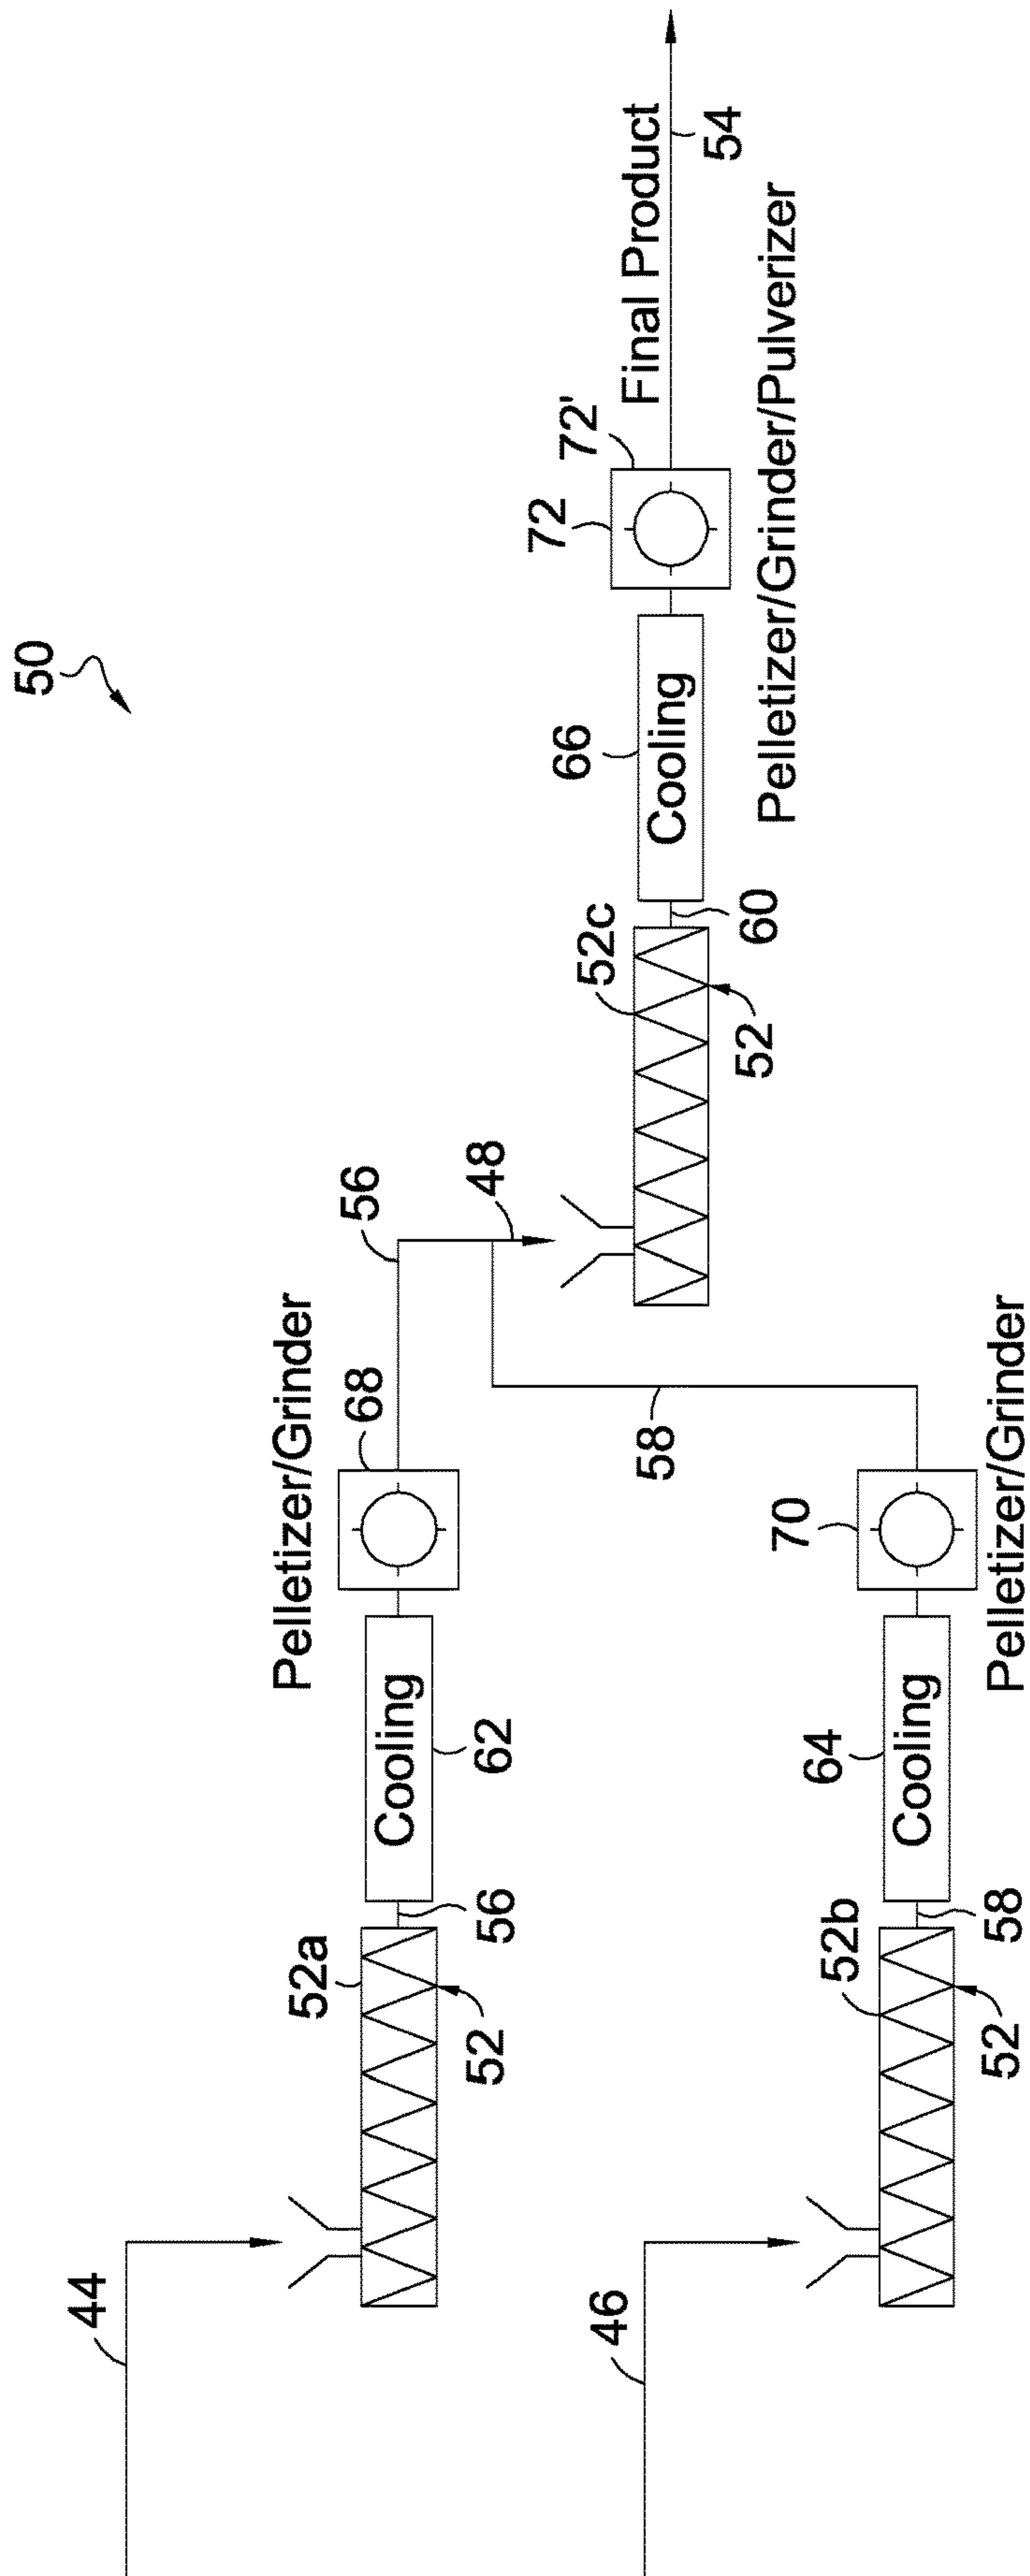 50
44
Pelletizer/Grinder
52a
68
56
Cooling
52
56
62
48
72
72'
66
52c
46
Final Product
Cooling
58
54
52
60
Pelletizer/Grinder/Pulverizer
70
64
52b
Cooling
52
58
Pelletizer/Grinder